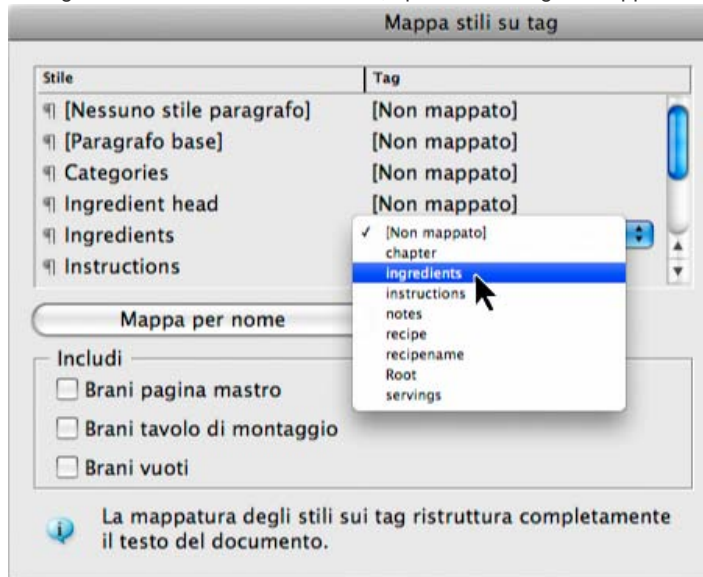 Mappa stili su tag
Stile Tag
[Nessuno stile paragrafo] [Non mappato]
[Paragrafo base] [Non mappato]
Categories [Non mappato]
Ingredient head [Non mappato]
Ingredients [Non mappato]
Instructions
chapter
ingredients
instructions
notes
recipe
recipename
Root
servings
Mappa per nome
Includi
Brani pagina mastro
Brani tavolo di montaggio
Brani vuoti
La mappatura degli stili sui tag ristruttura completamente
il testo del documento.